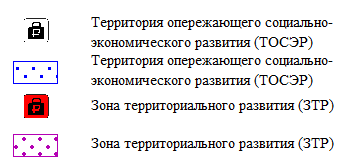 Территория опережающего социально-
экономического развития (ТОСЭР)
Территория опережающего социально-
экономического развития (ТОСЭР)
Зона территориального развития (ЗТР)
Зона территориального развития (ЗТР)